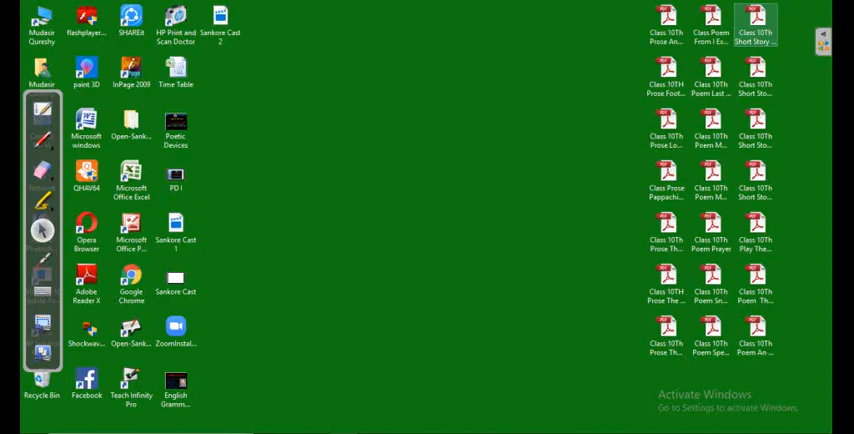 Mudasir
Qureshy
flashplayer...
SHAREit
HP Print and
Scan Doctor
Sankore Cast
2
Mudasir
paint 3D
InPage 2009
Time Table
Microsoft
windows
Open-Sank...
Poetic
Devices
QHAV64
Microsoft
Office Excel
PD I
Opera
Browser
Microsoft
Office P...
Sankore Cast
1
Adobe
Reader X
Google
Chrome
Sankore Cast
Shockwav...
Open-Sank...
ZoomInstal...
Recycle Bin
Facebook
Teach Infinity
Pro
English
Gramm...
Class 10Th
Prose An...
Class Poem
From I Ex...
Class 10Th
Short Story ...
Class 10TH
Prose Foot...
Class 10Th
Poem Last ...
Class 10Th
Short Sto...
Class 10Th
Prose Lo...
Class 10Th
Poem M...
Class 10Th
Short Sto...
Class Prose
Pappachi...
Class 10Th
Poem M...
Class 10Th
Short Sto...
Class 10Th
Prose Th...
Class 10Th
Poem Prayer
Class 10Th
Play The...
Class 10TH
Prose The ...
Class 10Th
Poem Sn...
Class 10Th
Poem Th...
Class 10Th
Prose Th...
Class 10Th
Poem Spe...
Class 10Th
Poem An ...
Activate Windows
Go to Settings to activate Windows.